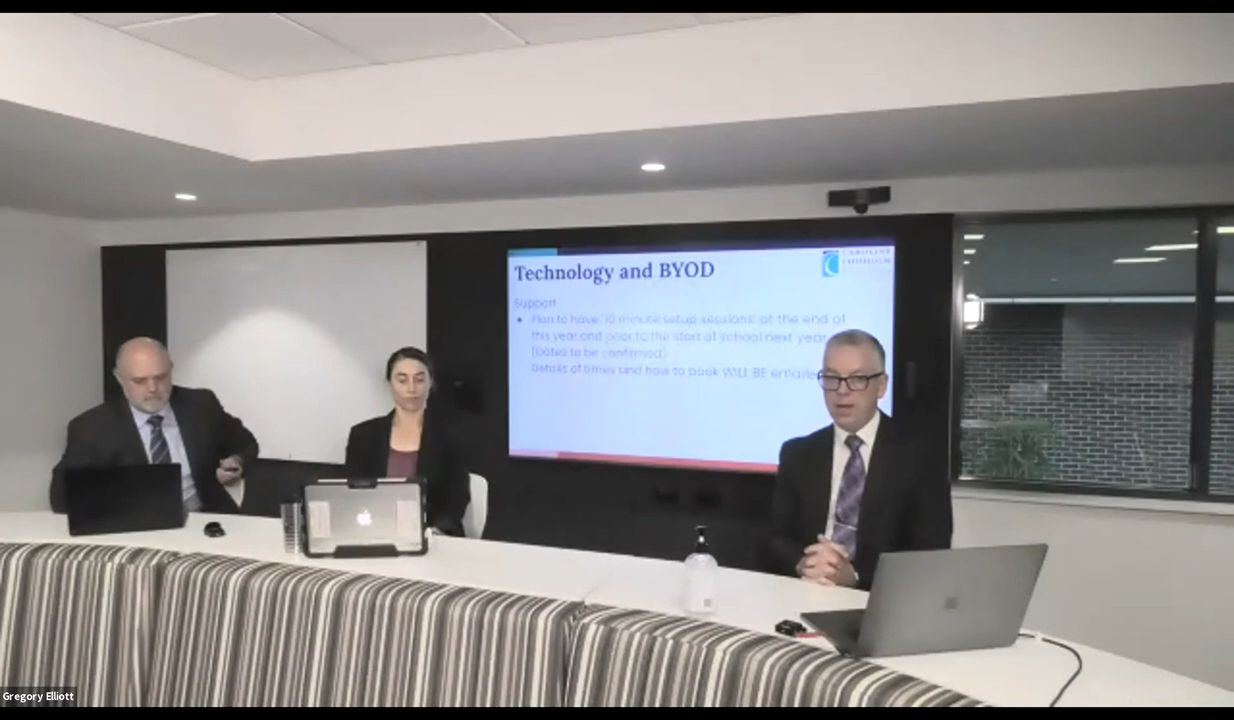 Technology and BYOD
CAROLINE
CHISHOLM
Support
Plan to have '10 minute setup sessions' at the end of
this year and prior to the start of school next year
(Dates to be confirmed)
Details of times and how to book WILL BE emailed
Gregory Elliott